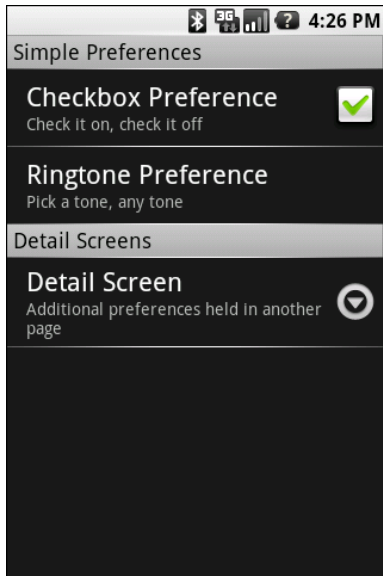 3G ? 4:26 PM
Simple Preferences
Checkbox Preference
Check it on, check it off
Ringtone Preference
Pick a tone, any tone
Detail Screens
Detail Screen
Additional preferences held in another
page